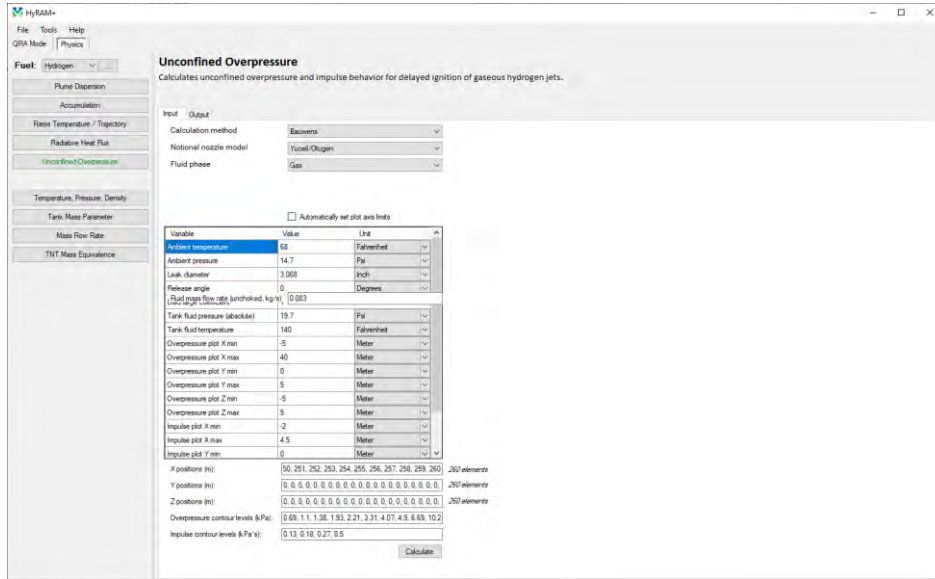 HyRAM+
File Tools Help
QRA Mode Physics
Fuel: Hydrogen ...
Plume Dispersion
Accumulation
Flame Temperature / Trajectory
Radiative Heat Flux
Unconfined Overpressure
Temperature, Pressure, Density
Tank Mass Parameter
Mass Flow Rate
TNT Mass Equivalence
Unconfined Overpressure
Calculates unconfined overpressure and impulse behavior for delayed ignition of gaseous hydrogen jets.
Input Output
Calculation method Bauwens
Notional nozzle model Yuceil/Otugen
Fluid phase Gas
Automatically set plot axis limits
Variable Value Unit
Ambient temperature 68 Fahrenheit
Ambient pressure 14.7 Psi
Leak diameter 3.068 Inch
Release angle 0 Degrees
Fluid mass flow rate (unchoked, kg/s) 0.083
Tank fluid pressure (absolute) 19.7 Psi
Tank fluid temperature 140 Fahrenheit
Overpressure plot X min -5 Meter
Overpressure plot X max 40 Meter
Overpressure plot Y min 0 Meter
Overpressure plot Y max 5 Meter
Overpressure plot Z min -5 Meter
Overpressure plot Z max 5 Meter
Impulse plot X min -2 Meter
Impulse plot X max 4.5 Meter
Impulse plot Y min 0 Meter
X positions (m): 50, 251, 252, 253, 254, 255, 256, 257, 258, 259, 260 260 elements
Y positions (m): 0, 0, 0, 0, 0, 0, 0, 0, 0, 0, 0, 0, 0, 0, 0, 0, 0, 0, 0, 0, 0, 260 elements
Z positions (m): 0, 0, 0, 0, 0, 0, 0, 0, 0, 0, 0, 0, 0, 0, 0, 0, 0, 0, 0, 0, 0, 260 elements
Overpressure contour levels (kPa): 0.69, 1.1, 1.38, 1.93, 2.21, 3.31, 4.07, 4.9, 6.69, 10.2
Impulse contour levels (kPa*s): 0.13, 0.18, 0.27, 0.5
Calculate